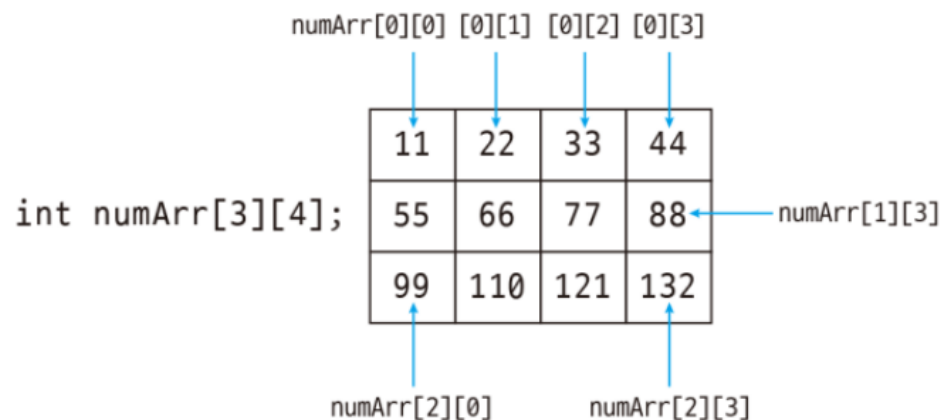 numArr[0][0] [0][1] [0][2] [0][3]
11 22 33 44
int numArr[3][4]; 55 66 77 88 numArr[1][3]
99 110 121 132
numArr[2][0] numArr[2][3]